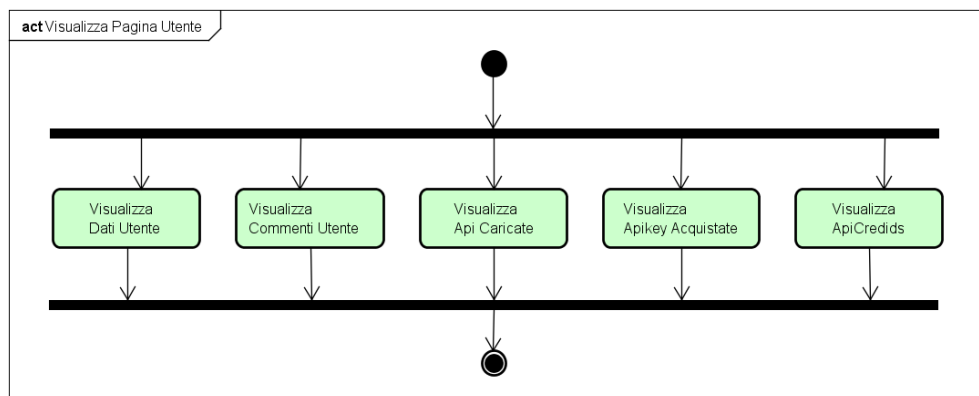 act Visualizza Pagina Utente
Visualizza
Dati Utente
Visualizza
Commenti Utente
Visualizza
Api Caricate
Visualizza
Apikey Acquistate
Visualizza
ApiCredids